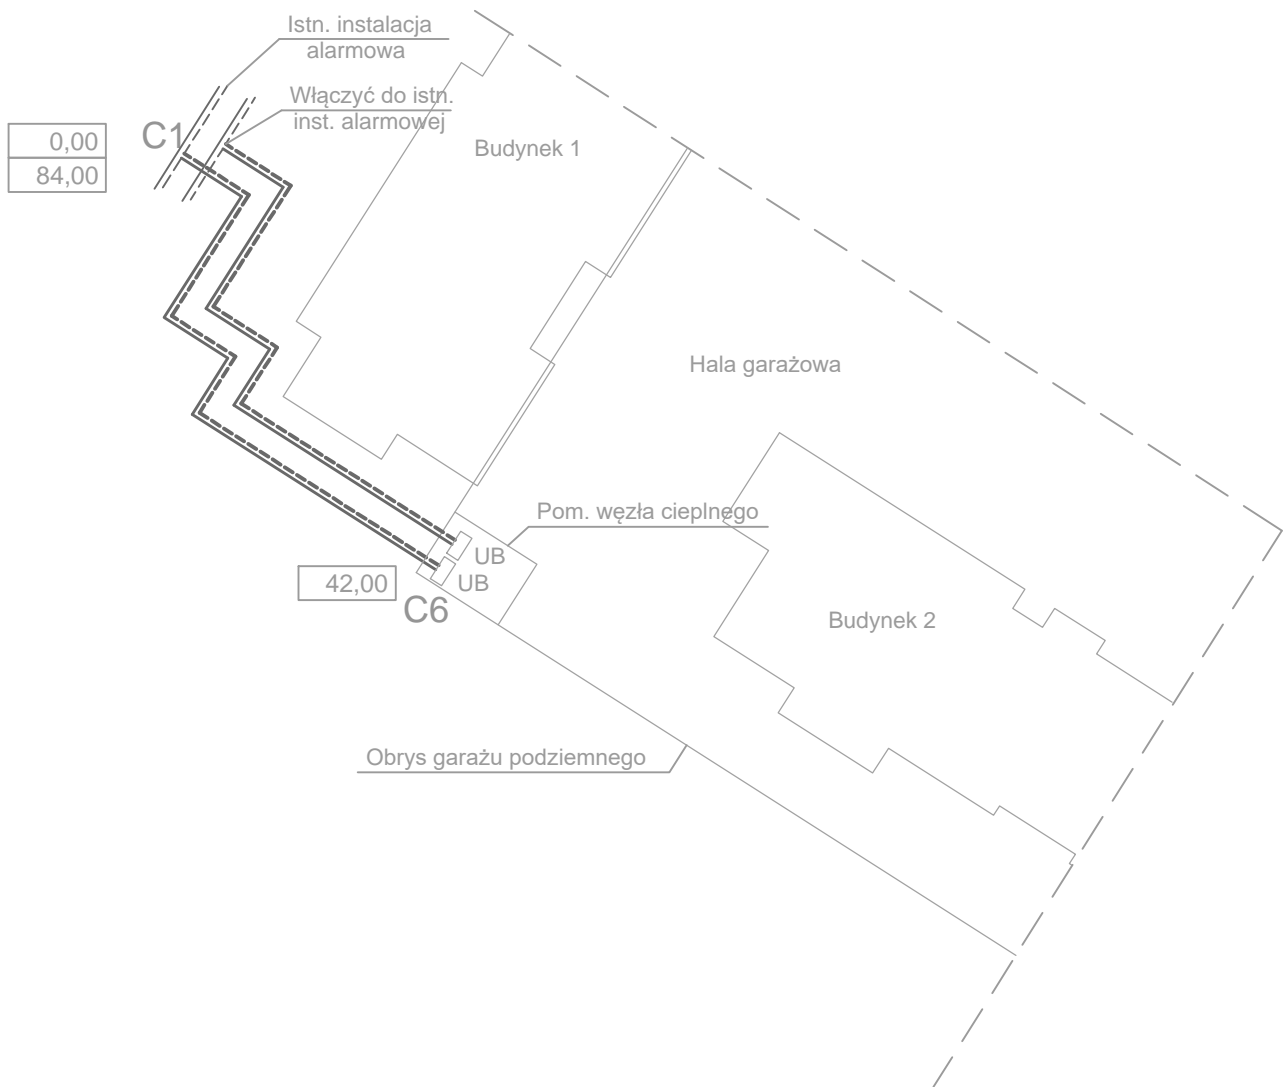 Istn. instalacja
alarmowa
Włączyć do istn.
inst. alarmowej
C1
0,00
84,00
Budynek 1
Hala garażowa
Pom. węzła cieplnego
UB
UB
42,00
C6
Budynek 2
Obrys garażu podziemnego